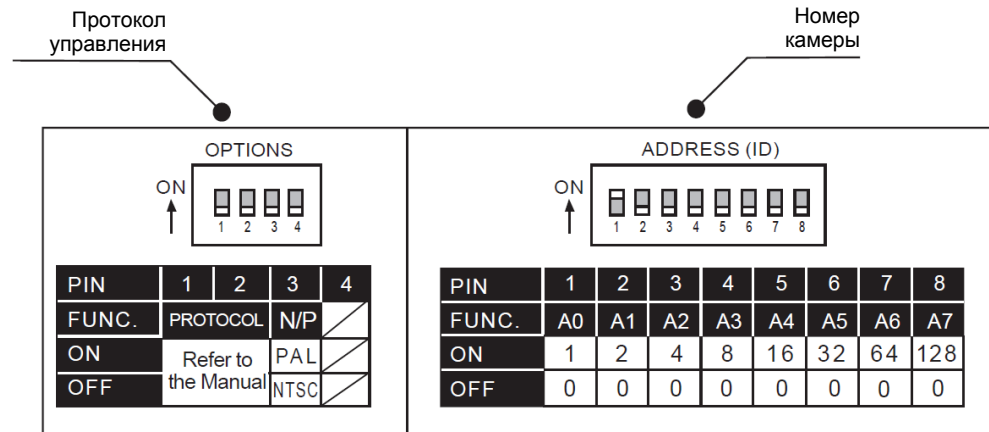 Протокол
управления
Номер
камеры
OPTIONS
ON
1 2 3 4
ADDRESS (ID)
ON
1 2 3 4 5 6 7 8
PIN 1 2 3 4
FUNC. PROTOCOL N/P
ON Refer to the Manual PAL
OFF NTSC
PIN 1 2 3 4 5 6 7 8
FUNC. A0 A1 A2 A3 A4 A5 A6 A7
ON 1 2 4 8 16 32 64 128
OFF 0 0 0 0 0 0 0 0